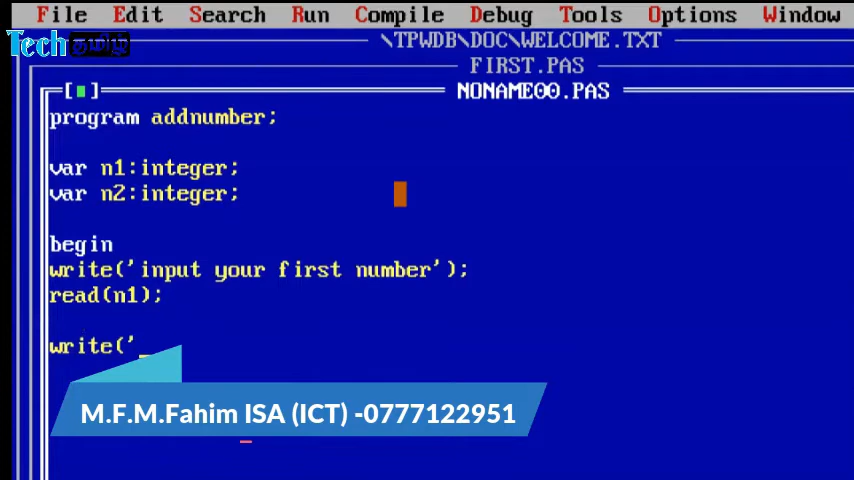 File Edit Search Run Compile Debug Tools Options Window
Tech தமிழ்
\TPWDB\DOC\WELCOME.TXT
FIRST.PAS
[■] NONAME00.PAS
program addnumber;
var n1:integer;
var n2:integer;
begin
write('input your first number');
read(n1);
write('_
M.F.M.Fahim ISA (ICT) -0777122951